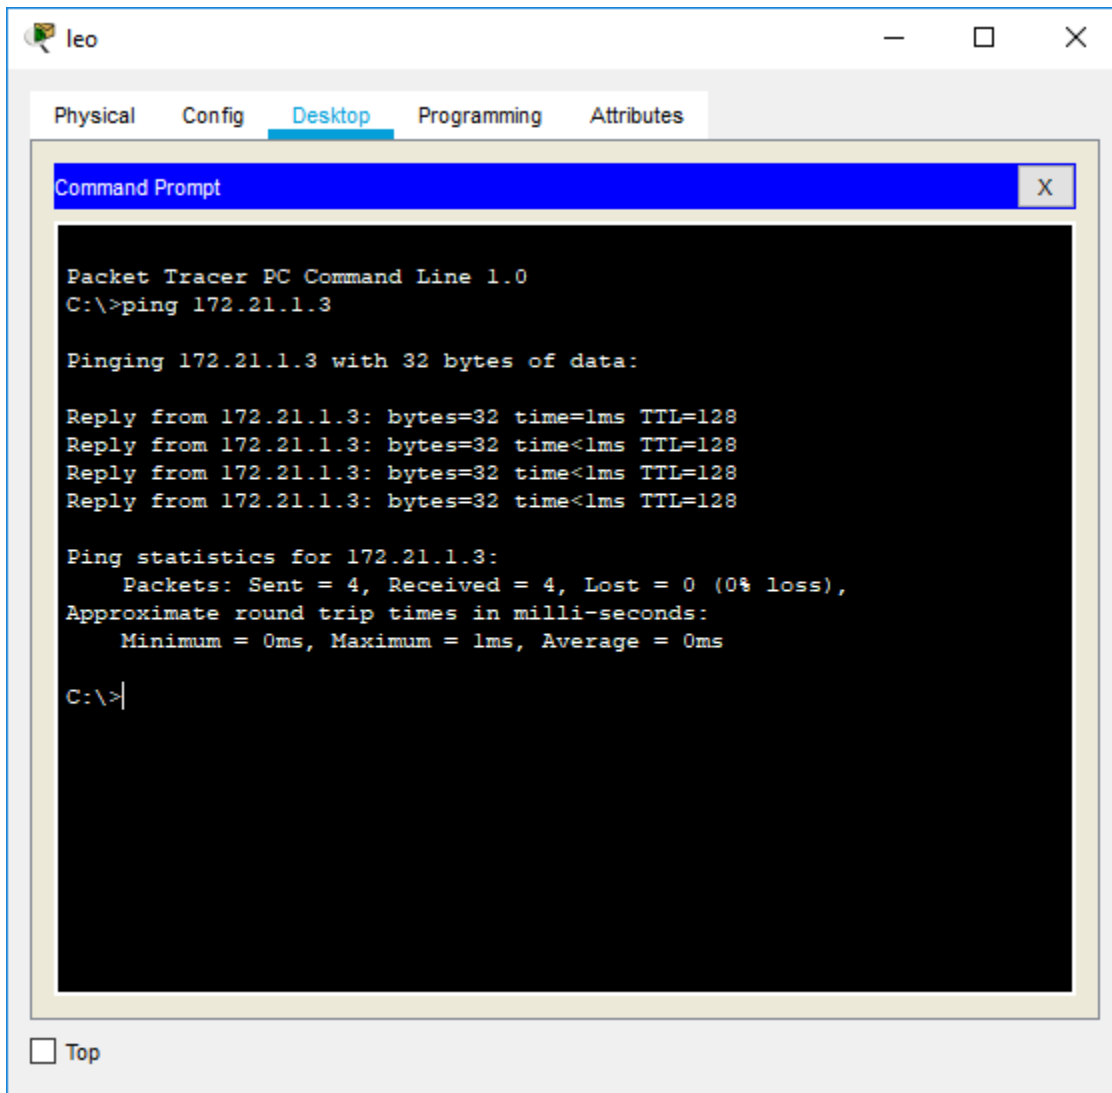 leo
Physical Config Desktop Programming Attributes
Command Prompt X
Packet Tracer PC Command Line 1.0
C:\>ping 172.21.1.3
Pinging 172.21.1.3 with 32 bytes of data:
Reply from 172.21.1.3: bytes=32 time=1ms TTL=128
Reply from 172.21.1.3: bytes=32 time<1ms TTL=128
Reply from 172.21.1.3: bytes=32 time<1ms TTL=128
Reply from 172.21.1.3: bytes=32 time<1ms TTL=128
Ping statistics for 172.21.1.3:
    Packets: Sent = 4, Received = 4, Lost = 0 (0% loss),
Approximate round trip times in milli-seconds:
    Minimum = 0ms, Maximum = 1ms, Average = 0ms
C:\>
Top